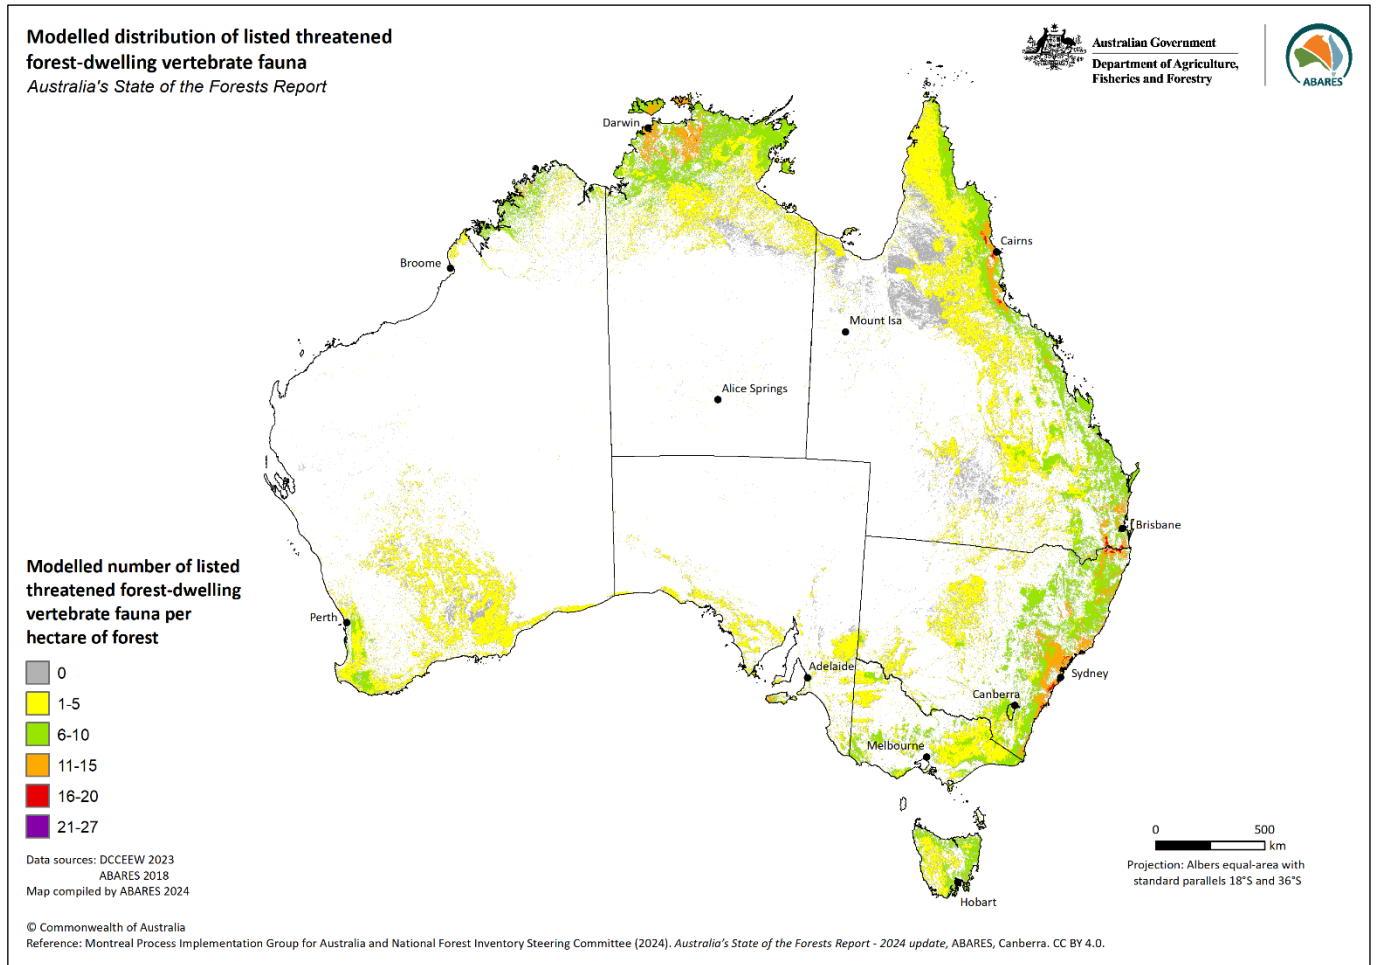 Modelled distribution of listed threatened
forest-dwelling vertebrate fauna
Australia's State of the Forests Report
Australian Government
Department of Agriculture,
Fisheries and Forestry
ABARES
Darwin
Cairns
Broome
Mount Isa
Alice Springs
Brisbane
Perth
Adelaide
Sydney
Canberra
Melbourne
Hobart
Modelled number of listed
threatened forest-dwelling
vertebrate fauna per
hectare of forest
0
1-5
6-10
11-15
16-20
21-27
0 500
km
Projection: Albers equal-area with
standard parallels 18°S and 36°S
Data sources: DCCEEW 2023
ABARES 2018
Map compiled by ABARES 2024
© Commonwealth of Australia
Reference: Montreal Process Implementation Group for Australia and National Forest Inventory Steering Committee (2024). Australia's State of the Forests Report - 2024 update, ABARES, Canberra. CC BY 4.0.